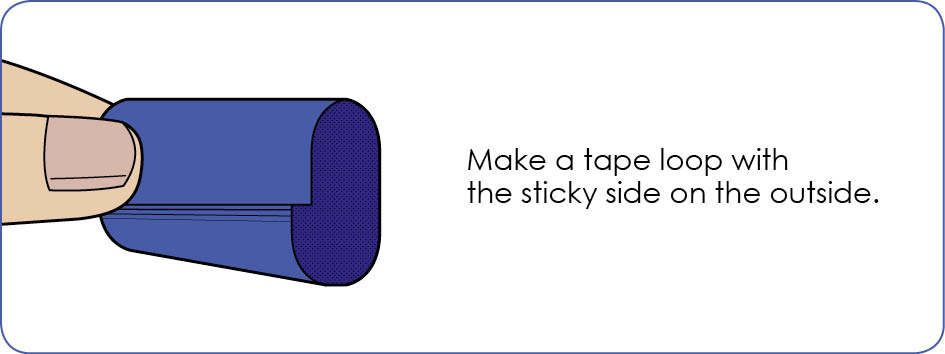 Make a tape loop with
the sticky side on the outside.